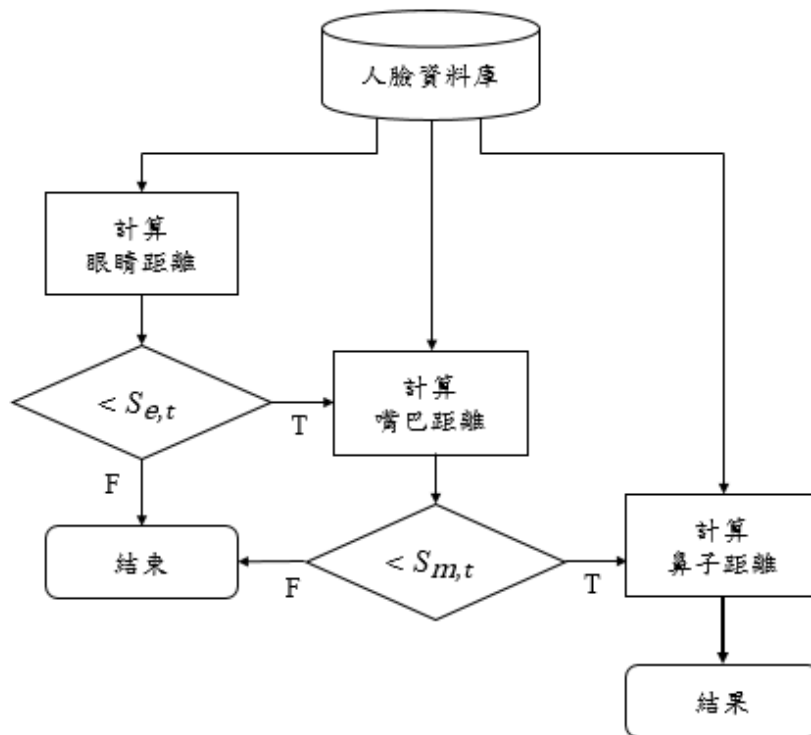 人臉資料庫
計算
眼睛距離
< Se,t
T
F
計算
嘴巴距離
結束
F
< Sm,t
T
計算
鼻子距離
結果